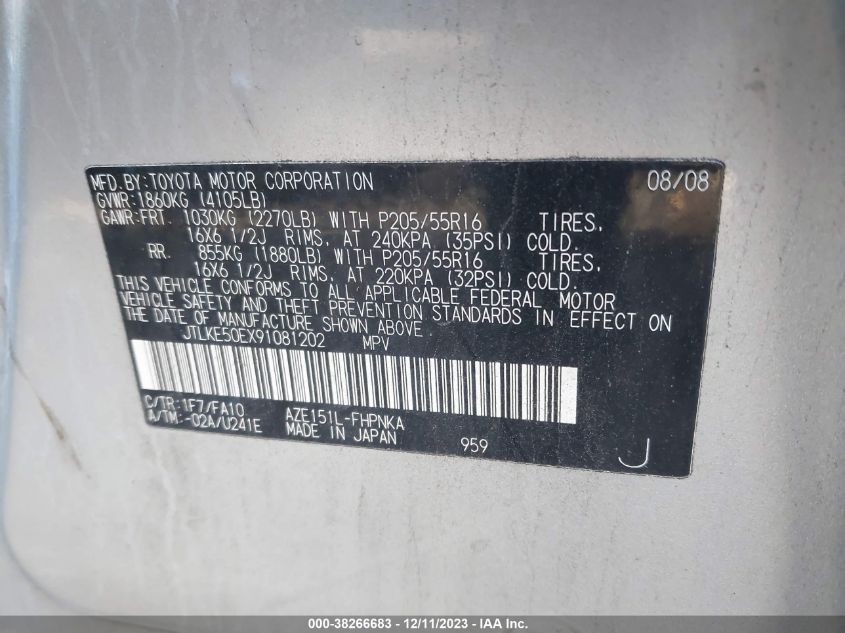 MFD.BY:TOYOTA MOTOR CORPORATION 08/08
GVWR:1860KG (4105LB)
GAWR:FRT. 1030KG (2270LB) WITH P205/55R16 TIRES,
16X6 1/2J RIMS, AT 240KPA (35PSI) COLD.
RR. 855KG (1880LB) WITH P205/55R16 TIRES,
16X6 1/2J RIMS, AT 220KPA (32PSI) COLD.
THIS VEHICLE CONFORMS TO ALL APPLICABLE FEDERAL MOTOR
VEHICLE SAFETY AND THEFT PREVENTION STANDARDS IN EFFECT ON
THE DATE OF MANUFACTURE SHOWN ABOVE.
JTLKE50EX91081202 MPV
C/TR:1F7/FA10 AZE151L-FHPNKA
A/TM:-02A/U241E MADE IN JAPAN 959 J
000-38266683 - 12/11/2023 - IAA Inc.